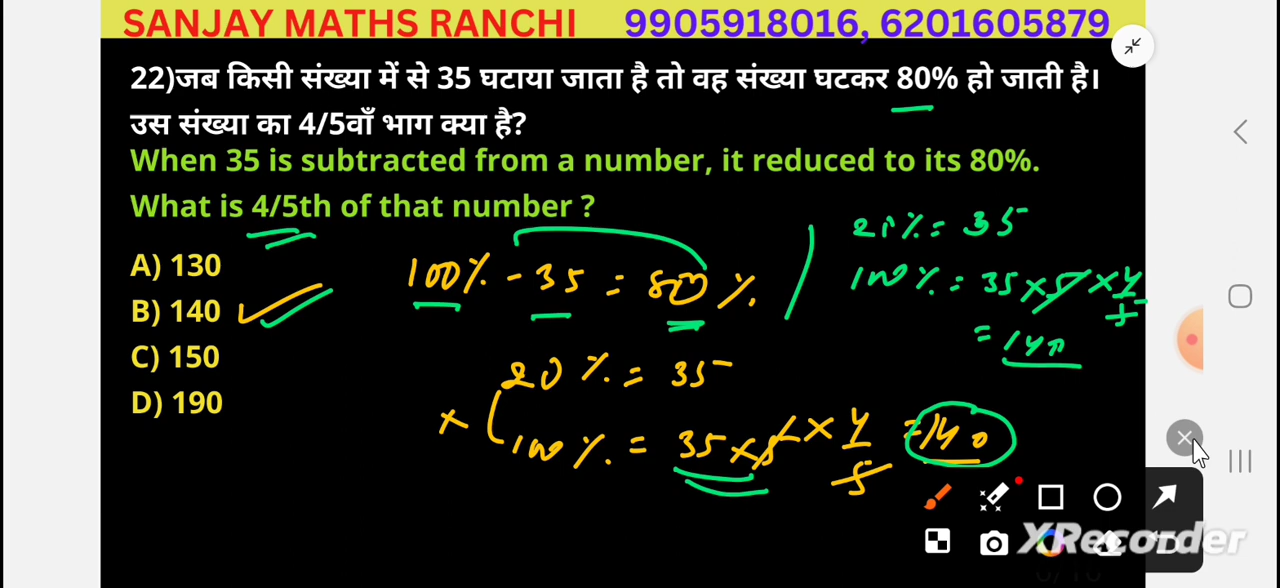 SANJAY MATHS RANCHI 9905918016, 6201605879
22)जब किसी संख्या में से 35 घटाया जाता है तो वह संख्या घटकर 80% हो जाती है।
उस संख्या का 4/5वाँ भाग क्या है?
When 35 is subtracted from a number, it reduced to its 80%.
What is 4/5th of that number ?
A) 130
B) 140
C) 150
D) 190
100% - 35 = 80 %.
20 % = 35
100 % = 35 × 5 × 4/5 = 140
20 % = 35
100 % = 35 × 5 × 4/5
= 140
XRecorder